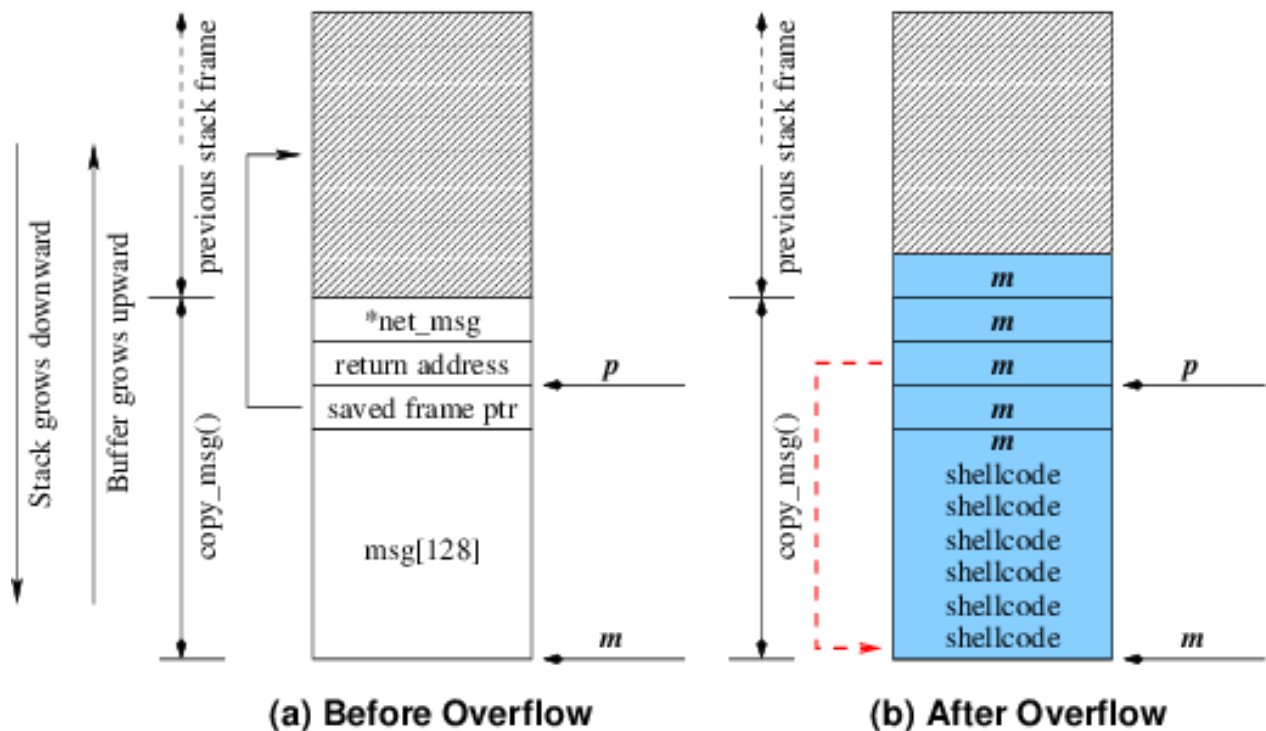 Stack grows downward
Buffer grows upward
previous stack frame
copy_msg()
*net_msg
return address
saved frame ptr
msg[128]
p
m
(a) Before Overflow
previous stack frame
copy_msg()
m
m
m
m
m
shellcode
shellcode
shellcode
shellcode
shellcode
shellcode
p
m
(b) After Overflow